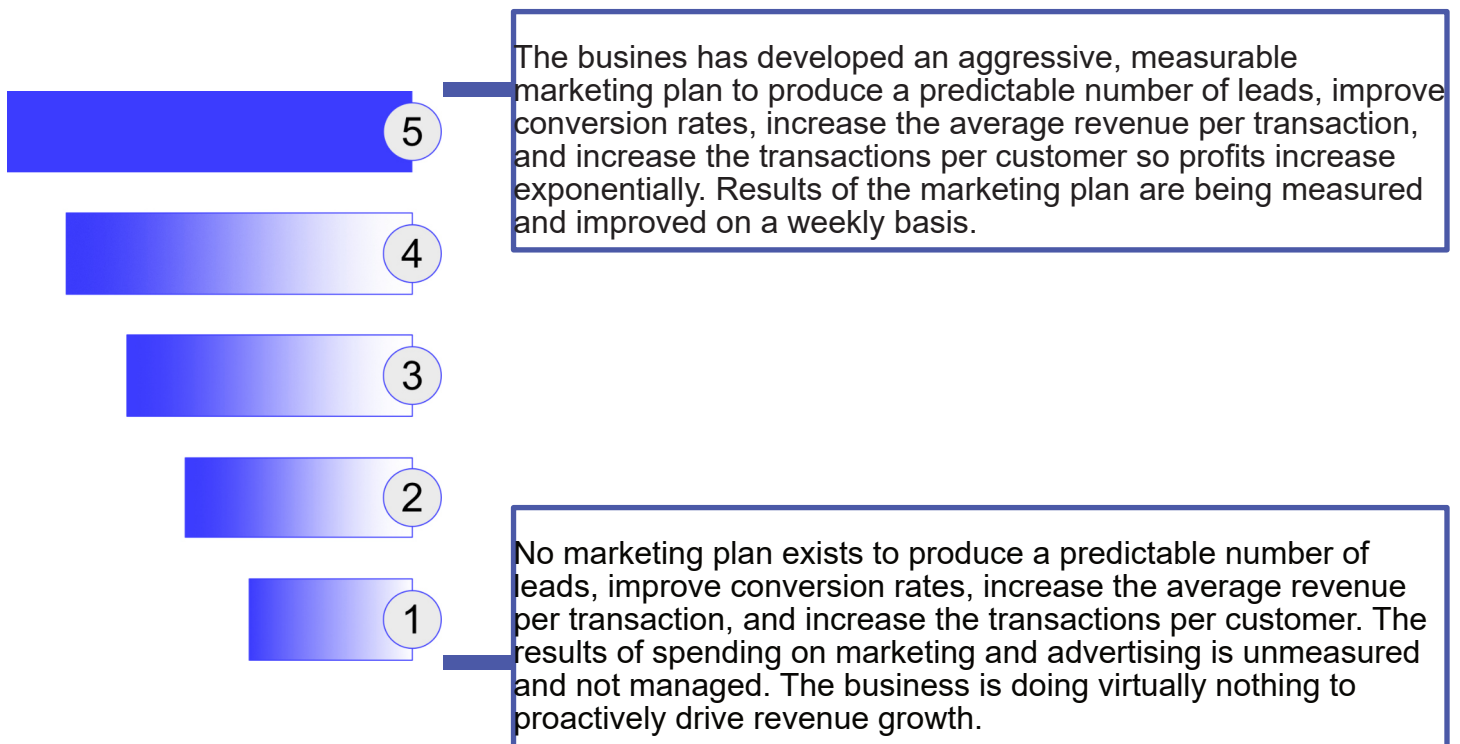 The busines has developed an aggressive, measurable
marketing plan to produce a predictable number of leads, improve
conversion rates, increase the average revenue per transaction,
and increase the transactions per customer so profits increase
exponentially. Results of the marketing plan are being measured
and improved on a weekly basis.
5
4
3
2
1
No marketing plan exists to produce a predictable number of
leads, improve conversion rates, increase the average revenue
per transaction, and increase the transactions per customer. The
results of spending on marketing and advertising is unmeasured
and not managed. The business is doing virtually nothing to
proactively drive revenue growth.